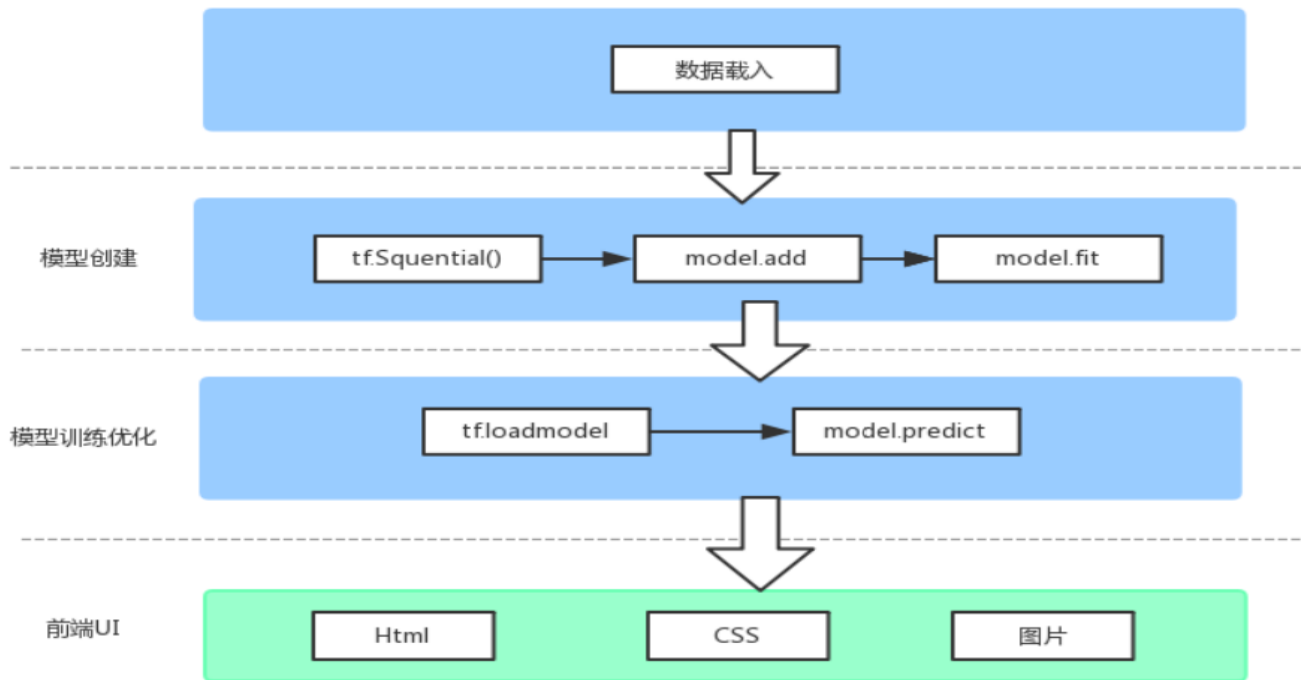 数据载入
模型创建
tf.Squential()
model.add
model.fit
模型训练优化
tf.loadmodel
model.predict
前端UI
Html
CSS
图片